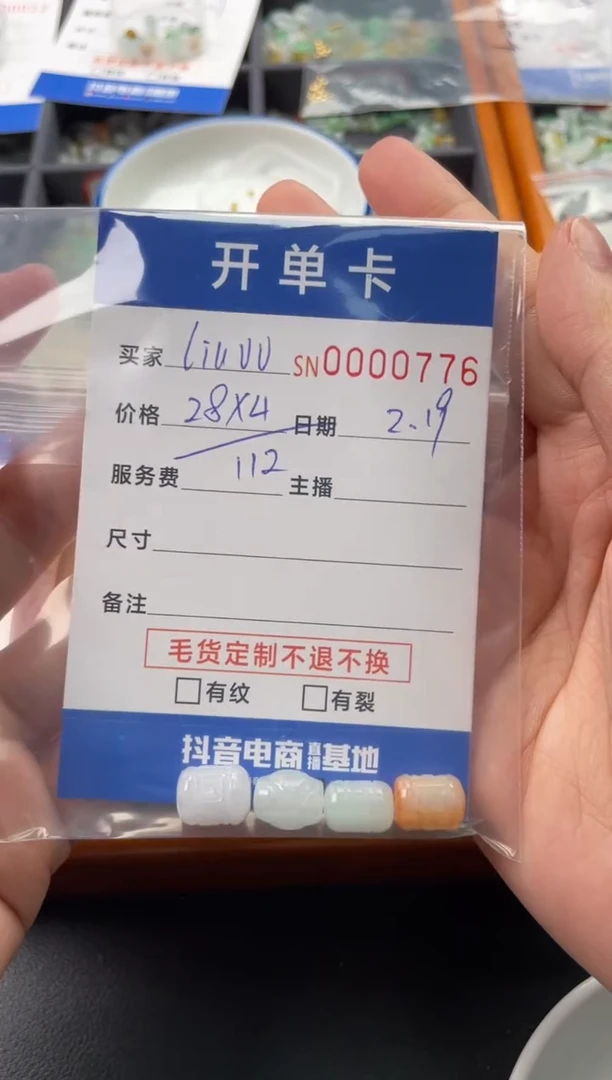 开单卡
买家 liuuu SN0000776
价格 28X4 日期 2.19
服务费 112 主播
尺寸
备注
毛货定制不退不换
□有纹 □有裂
抖音电商直播基地